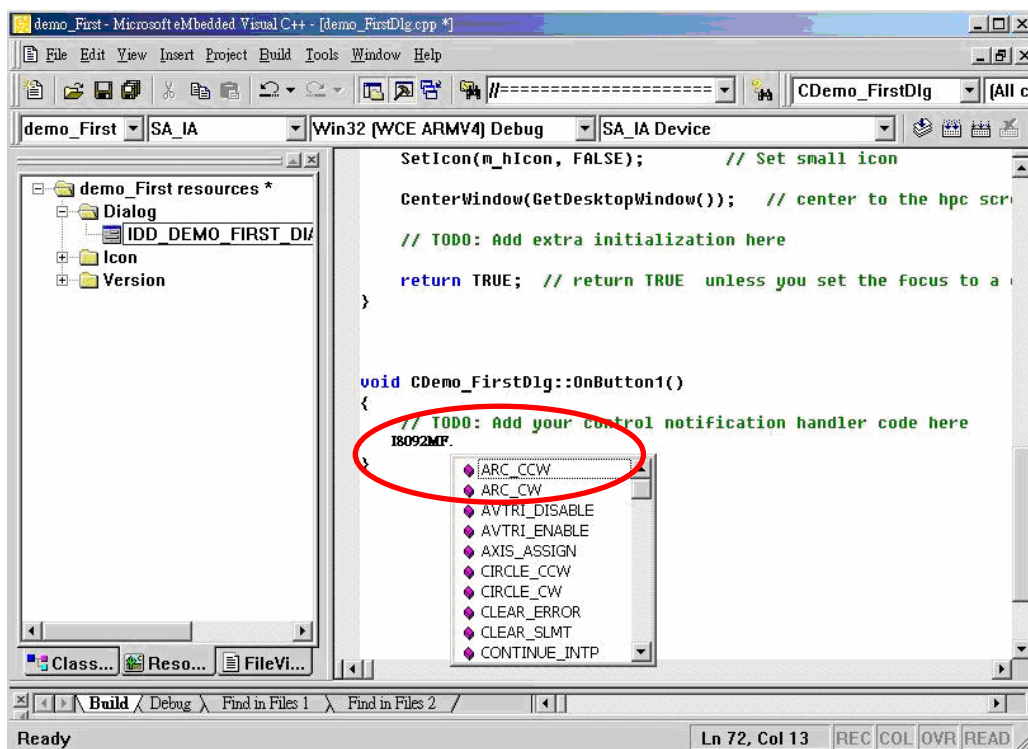 demo_First - Microsoft eMbedded Visual C++ - [demo_FirstDlg.cpp *]
File Edit View Insert Project Build Tools Window Help
//===================== CDemo_FirstDlg (All c
demo_First SA_IA Win32 (WCE ARMV4) Debug SA_IA Device
demo_First resources *
Dialog
IDD_DEMO_FIRST_DIA
Icon
Version
Class... Reso... FileVi...
SetIcon(m_hIcon, FALSE); // Set small icon
CenterWindow(GetDesktopWindow()); // center to the hpc scr
// TODO: Add extra initialization here
return TRUE; // return TRUE unless you set the focus to a
}
void CDemo_FirstDlg::OnButton1()
{
// TODO: Add your control notification handler code here
I8092MF.
}
ARC_CCW
ARC_CW
AVTRI_DISABLE
AVTRI_ENABLE
AXIS_ASSIGN
CIRCLE_CCW
CIRCLE_CW
CLEAR_ERROR
CLEAR_SLMT
CONTINUE_INTP
Build Debug Find in Files 1 Find in Files 2
Ready Ln 72, Col 13 REC COL OVR READ